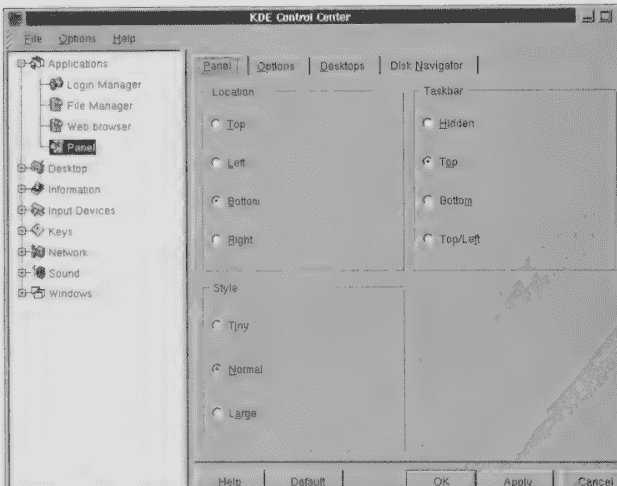 KDE Control Center
File Options Help
Applications
Login Manager
File Manager
Web browser
Panel
Desktop
Information
Input Devices
Keys
Network
Sound
Windows
Panel Options Desktops Disk Navigator
Location
Top
Left
Bottom
Right
Taskbar
Hidden
Top
Bottom
Top/Left
Style
Tiny
Normal
Large
Help Default OK Apply Cancel